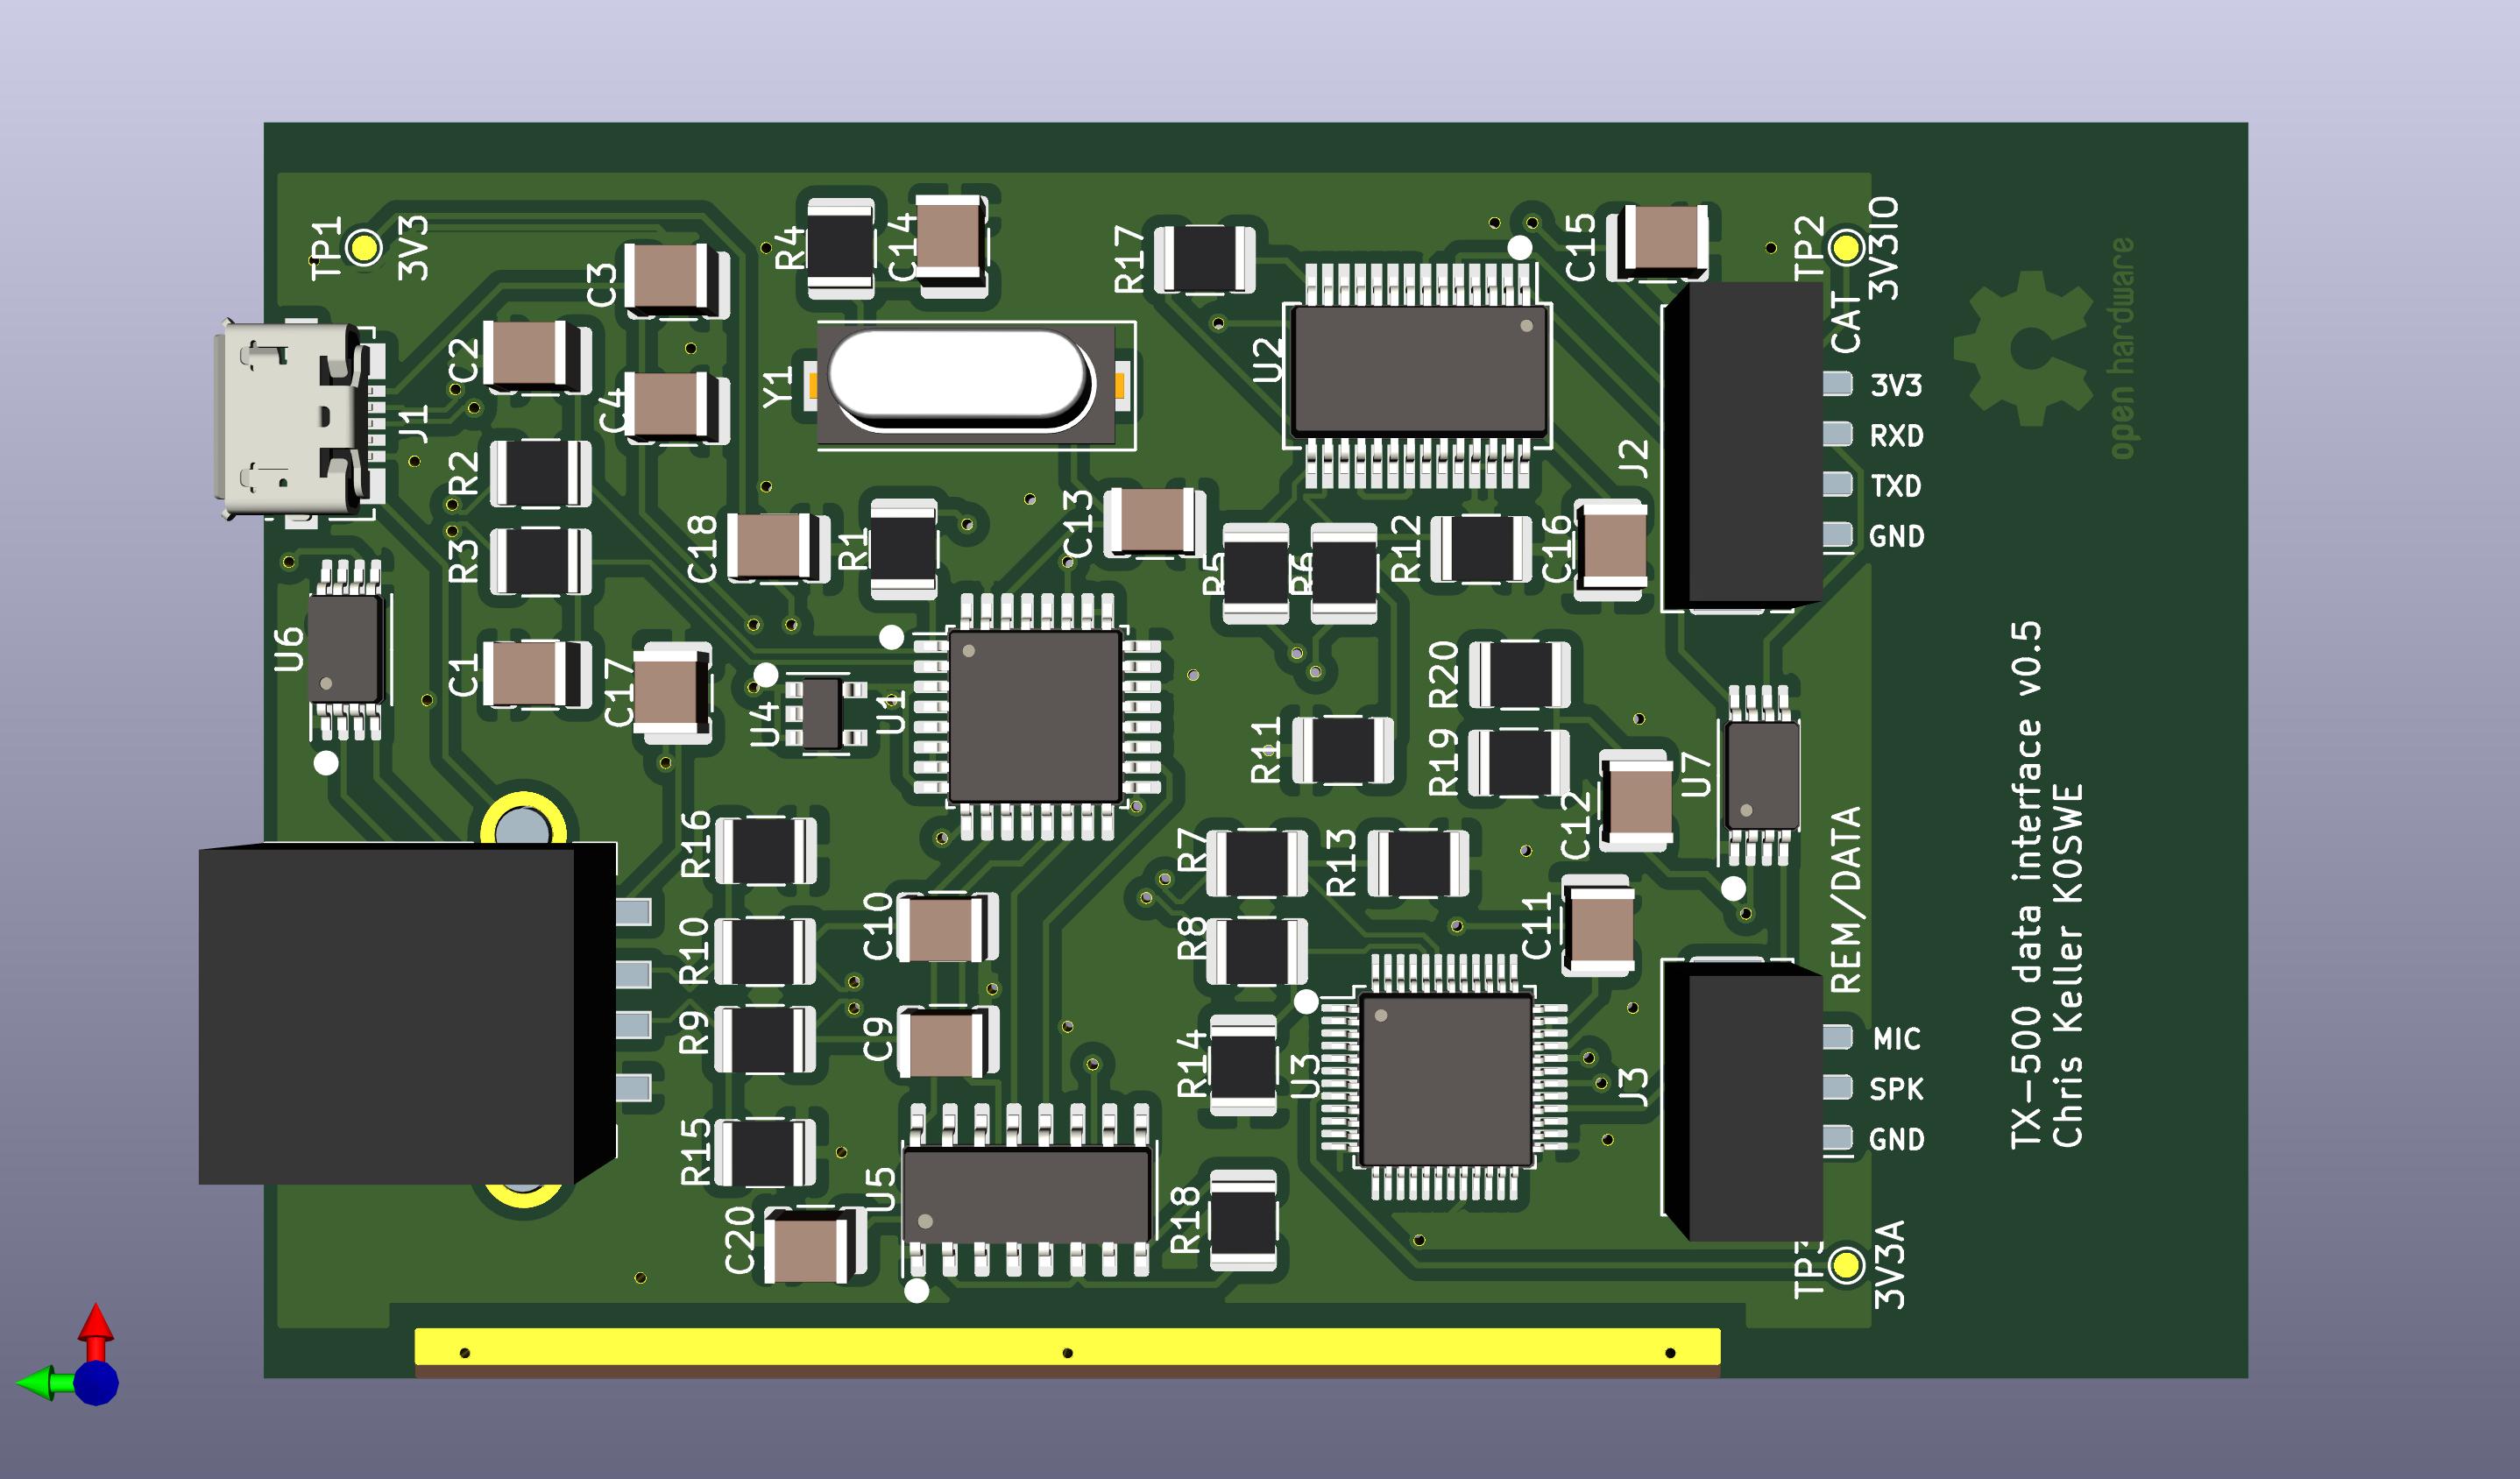 TP1
3V3
C3
R4
C14
R17
C15
TP2
3V3IO
CAT
C2
C4
Y1
U2
J1
3V3
RXD
TXD
GND
J2
open hardware
R2
R3
C18
R1
C13
R5
R6
R12
C16
U6
C1
C17
U4
U1
R11
R20
R19
C12
U7
REM/DATA
TX-500 data interface v0.5
Chris Keller K0SWE
R16
R10
R9
R15
C10
C9
C20
U5
R7
R8
R13
C11
R14
U3
R18
J3
MIC
SPK
GND
3V3A